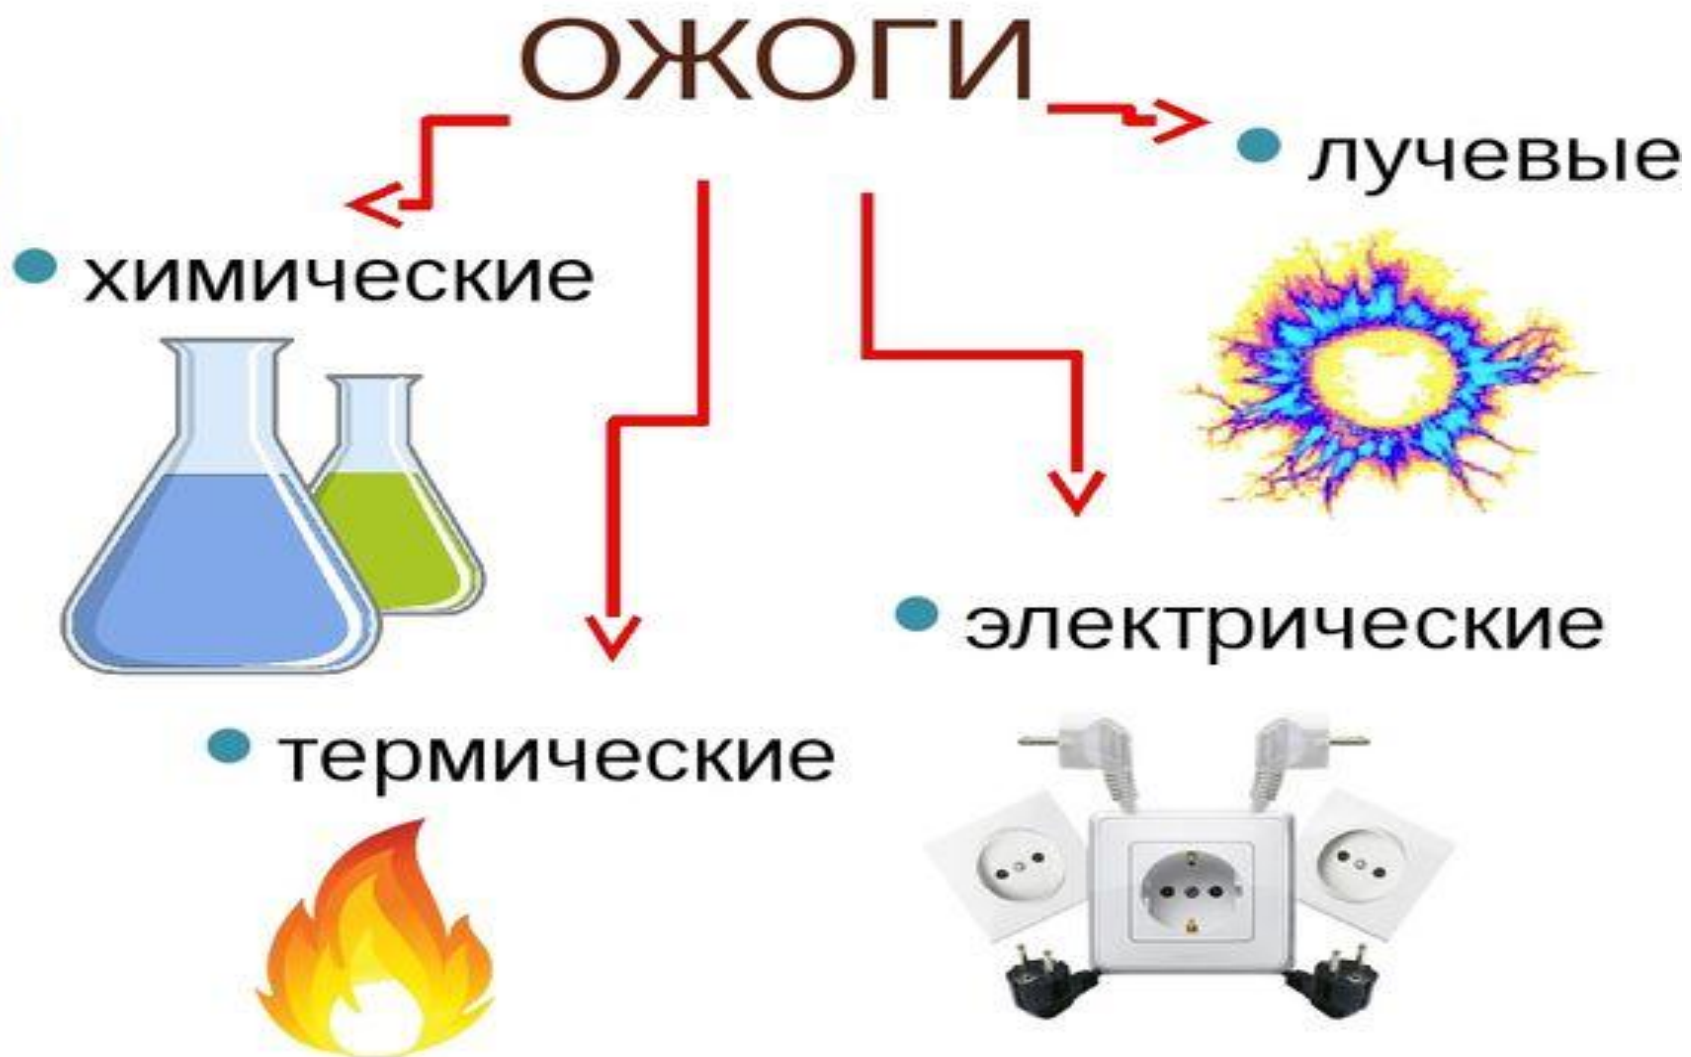 ОЖОГИ
• лучевые
• химические
• электрические
• термические